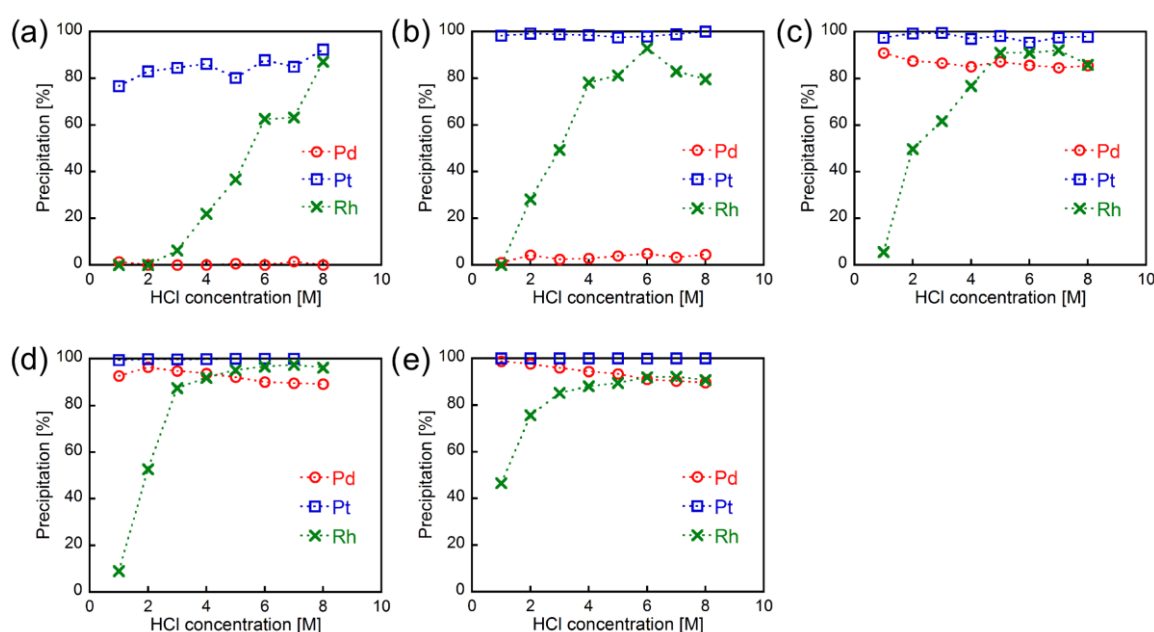 (a)
100
80
60
40
20
0
Precipitation [%]
Pd
Pt
Rh
0 2 4 6 8 10
HCl concentration [M]
(b)
100
80
60
40
20
0
Precipitation [%]
Pd
Pt
Rh
0 2 4 6 8 10
HCl concentration [M]
(c)
100
80
60
40
20
0
Precipitation [%]
Pd
Pt
Rh
0 2 4 6 8 10
HCl concentration [M]
(d)
100
80
60
40
20
0
Precipitation [%]
Pd
Pt
Rh
0 2 4 6 8 10
HCl concentration [M]
(e)
100
80
60
40
20
0
Precipitation [%]
Pd
Pt
Rh
0 2 4 6 8 10
HCl concentration [M]